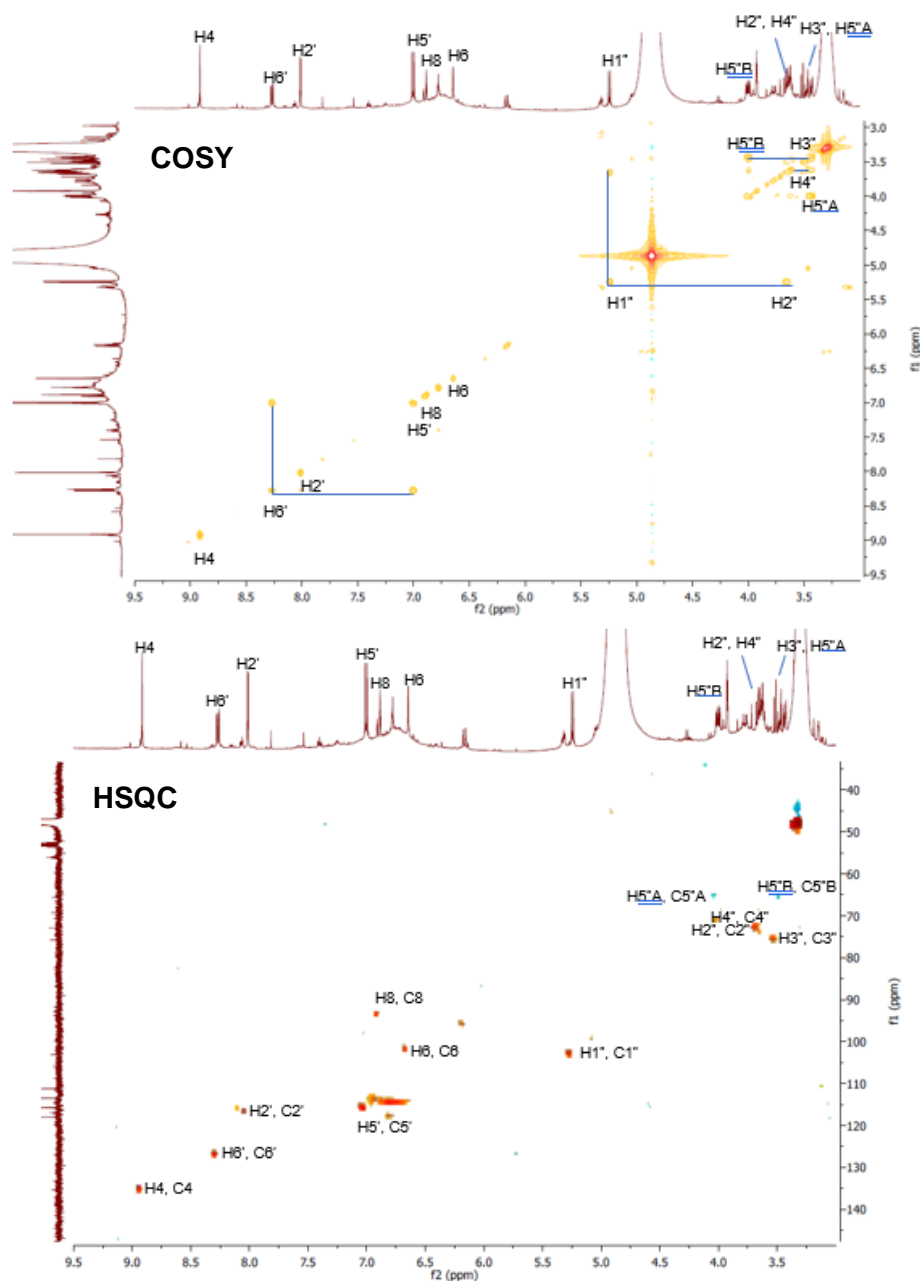 H4
H6'
H2'
H5'
H8
H6
H1"
H5"B
H2", H4"
H3", H5"A
COSY
H5"B
H3"
H4"
H5"A
H1"
H2"
H6
H8
H5'
H2'
H6'
H4
3.0
3.5
4.0
4.5
5.0
5.5
6.0
6.5
7.0
7.5
8.0
8.5
9.0
9.5
f1 (ppm)
9.5 9.0 8.5 8.0 7.5 7.0 6.5 6.0 5.5 5.0 4.5 4.0 3.5
f2 (ppm)
H4
H6'
H2'
H5'
H8
H6
H1"
H5"B
H2", H4"
H3", H5"A
HSQC
H5"A, C5"A
H5"B, C5"B
H4", C4"
H2", C2"
H3", C3"
H8, C8
H6, C6
H1", C1"
H2', C2'
H5', C5'
H6', C6'
H4, C4
40
50
60
70
80
90
100
110
120
130
140
f1 (ppm)
9.5 9.0 8.5 8.0 7.5 7.0 6.5 6.0 5.5 5.0 4.5 4.0 3.5
f2 (ppm)